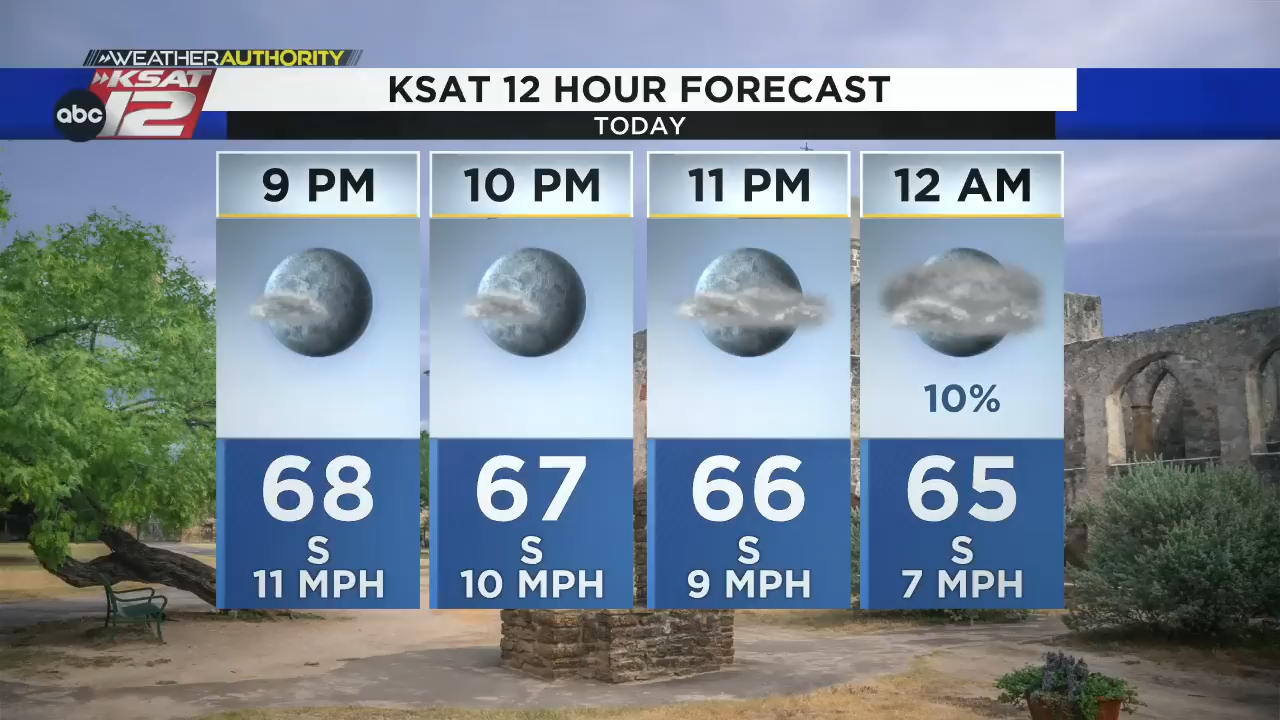 WEATHERAUTHORITY
KSAT
abc
12
KSAT 12 HOUR FORECAST
TODAY
9 PM
10 PM
11 PM
12 AM
10%
68
67
66
65
S
S
S
S
11 MPH
10 MPH
9 MPH
7 MPH